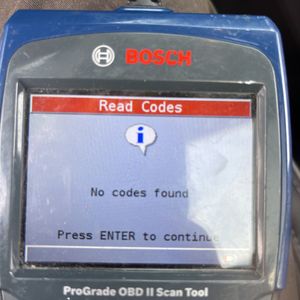 BOSCH
Read Codes
i
No codes found
Press ENTER to continue
ProGrade OBD II Scan Tool